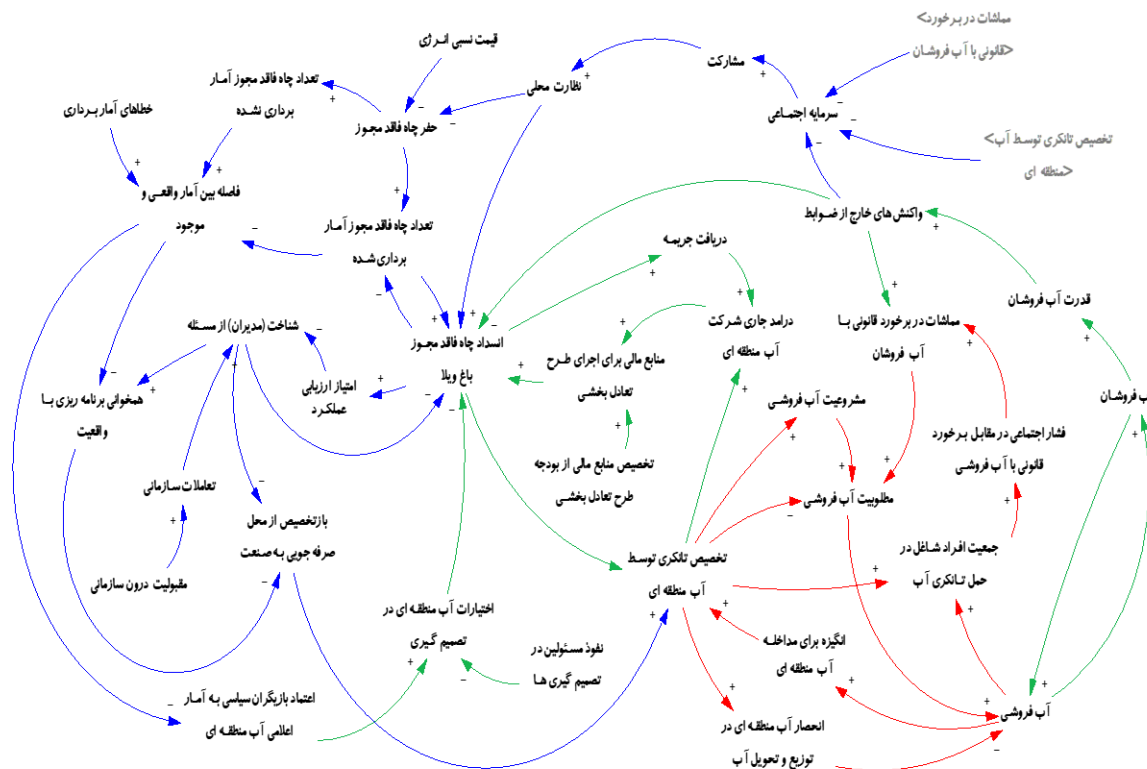 <مماشات در برخورد
قانونی با آب فروشان>
قیمت نسبی انرژی
مشارکت
تعداد چاه فاقد مجوز آمار
برداری نشده
نظارت محلی
خطاهای آماربرداری
حفر چاه فاقد مجوز
سرمایه اجتماعی
<تخصیص تانکری توسط آب
منطقه ای>
فاصله بین آمار واقعی و
موجود
واکنش های خارج از ضوابط
تعداد چاه فاقد مجوز آمار
برداری شده
دریافت جریمه
قدرت آب فروشان
شناخت (مدیران) از مسئله
انسداد چاه فاقد مجوز
باغ ویلا
درامد جاری شرکت
آب منطقه ای
مماشات در برخورد قانونی با
آب فروشان
منابع مالی برای اجرای طرح
تعادل بخشی
امتیاز ارزیابی
عملکرد
همخوانی برنامه ریزی با
واقعیت
مشروعیت آب فروشی
ب فروشان
فشار اجتماعی در مقابل برخورد
قانونی با آب فروشی
تخصیص منابع مالی از بودجه
طرح تعادل بخشی
تعاملات سازمانی
مطلوبیت آب فروشی
بازتخصیص از محل
صرفه جویی به صنعت
تخصیص تانکری توسط
آب منطقه ای
جمعیت افراد شاغل در
حمل تانکری آب
مقبولیت درون سازمانی
اختیارات آب منطقه ای در
تصمیم گیری
نفوذ مسئولین در
تصمیم گیری ها
انگیزه برای مداخله
آب منطقه ای
اعتماد بازیگران سیاسی به آمار
اعلامی آب منطقه ای
انحصار آب منطقه ای در
توزیع و تحویل آب
آب فروشی